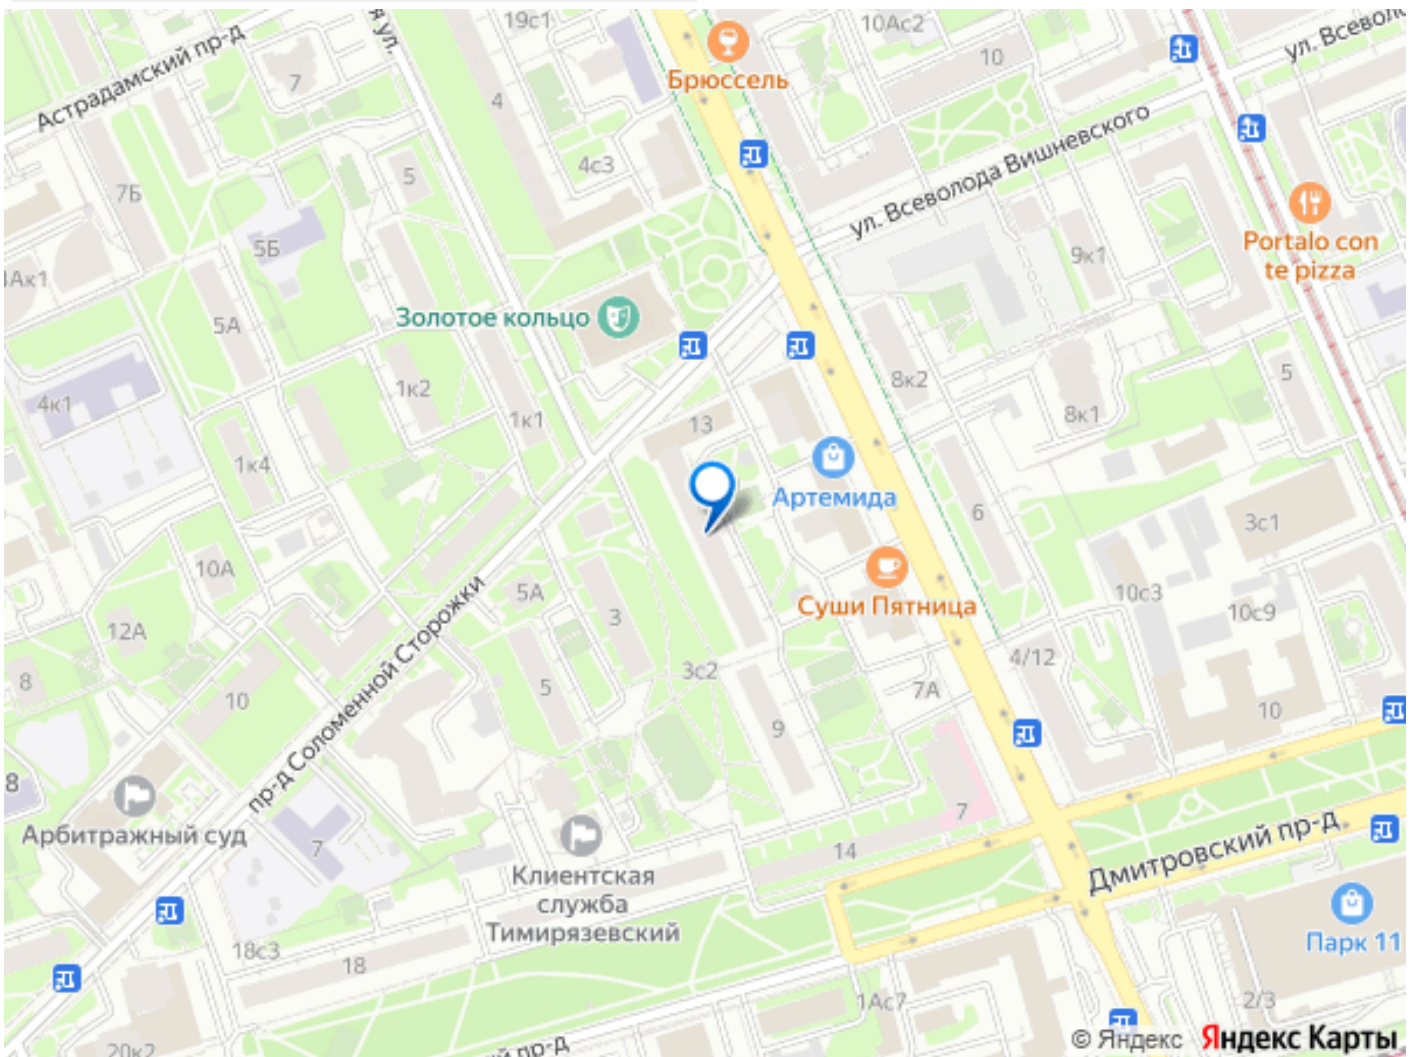 19с1
10Ас2
ул. Всеволо
я ул.
Брюссель
10
Астрадамский пр-д
7
4
ул. Всеволода Вишневского
4с3
5
7Б
5Б
9к1
Portalo con
te pizza
Ак1
Золотое кольцо
5А
1к2
8к2
5
4к1
1к1
13
8к1
1к4
Артемида
6
3с1
10А
5А
Суши Пятница
10с3
10с9
12А
3
пр-д Соломенной Сторожки
3с2
4/12
8
10
5
7А
9
10
8
Арбитражный суд
7
7
14
Дмитровский пр-д
Клиентская
служба
Тимирязевский
18с3
18
Парк 11
1Ас7
2/3
20к2
й пр-д
© Яндекс Яндекс Карты